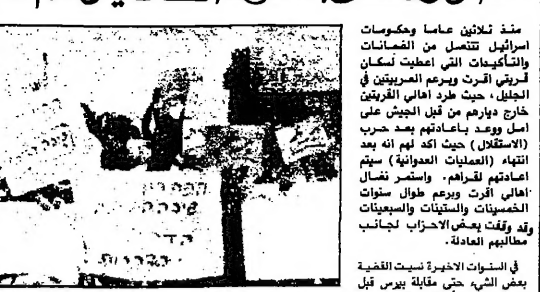 منذ ثلاثين عاما وحكومات
اسرائيل تتنصل من الضمانات
والتأكيدات التي اعطيت لسكان
قريتي اقرت وبرعم العربيتين في
الجليل، حيث طرد اهالي القريتين
خارج ديارهم من قبل الجيش على
امل ووعد باعادتهم بعد حرب
(الاستقلال) حيث اكد لهم انه بعد
انتهاء (العمليات العدوانية) سيتم
اعادتهم لقراهم. واستمر نضال
اهالي اقرت وبرعم طوال سنوات
الخمسينات والستينات والسبعينات
وقد وقفت بعض الاحزاب لجانب
مطالبهم العادلة.
في السنوات الاخيرة نسيت القضية
بعض الشيء حتى مقابلة بيرس قبل